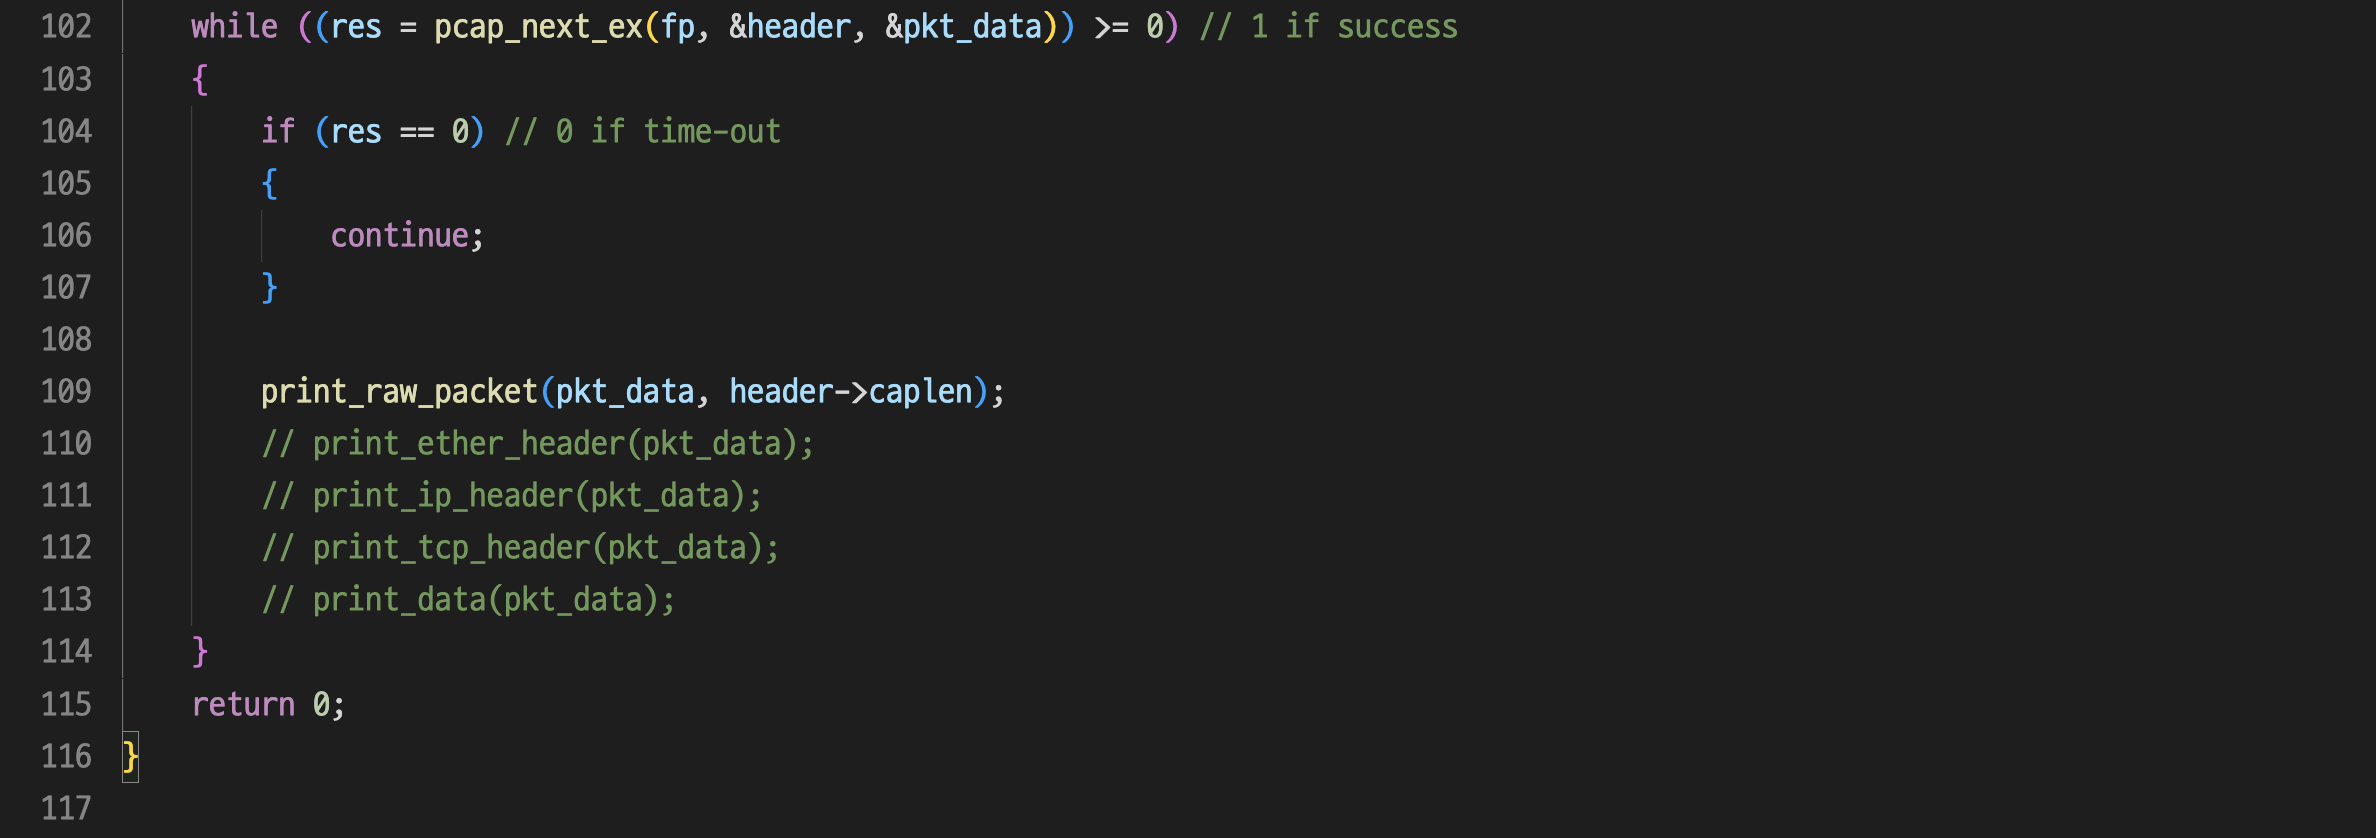 102 while ((res = pcap_next_ex(fp, &header, &pkt_data)) >= 0) // 1 if success
103 {
104 if (res == 0) // 0 if time-out
105 {
106 continue;
107 }
108
109 print_raw_packet(pkt_data, header->caplen);
110 // print_ether_header(pkt_data);
111 // print_ip_header(pkt_data);
112 // print_tcp_header(pkt_data);
113 // print_data(pkt_data);
114 }
115 return 0;
116 }
117